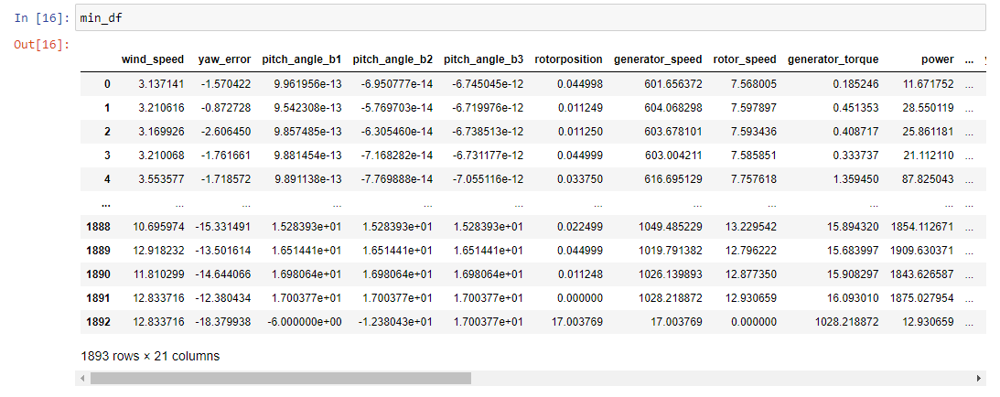 In [16]: min_df
Out[16]:
wind_speed yaw_error pitch_angle_b1 pitch_angle_b2 pitch_angle_b3 rotorposition generator_speed rotor_speed generator_torque power ...
0 3.137141 -1.570422 9.961956e-13 -6.950777e-14 -6.745045e-12 0.044998 601.656372 7.568005 0.185246 11.671752 ...
1 3.210616 -0.872728 9.542308e-13 -5.769703e-14 -6.719976e-12 0.011249 604.068298 7.597897 0.451353 28.550119 ...
2 3.169926 -2.606450 9.857485e-13 -6.305460e-14 -6.738513e-12 0.011250 603.678101 7.593436 0.408717 25.861181 ...
3 3.210068 -1.761661 9.881454e-13 -7.168282e-14 -6.731177e-12 0.044999 603.004211 7.585851 0.333737 21.112110 ...
4 3.553577 -1.718572 9.891138e-13 -7.769888e-14 -7.055116e-12 0.033750 616.695129 7.757618 1.359450 87.825043 ...
... ... ... ... ... ... ... ... ... ... ... ...
1888 10.695974 -15.331491 1.528393e+01 1.528393e+01 1.528393e+01 0.022499 1049.485229 13.229542 15.894320 1854.112671 ...
1889 12.918232 -13.501614 1.651441e+01 1.651441e+01 1.651441e+01 0.044999 1019.791382 12.796222 15.683997 1909.630371 ...
1890 11.810299 -14.644066 1.698064e+01 1.698064e+01 1.698064e+01 0.011248 1026.139893 12.877350 15.908297 1843.626587 ...
1891 12.833716 -12.380434 1.700377e+01 1.700377e+01 1.700377e+01 0.000000 1028.218872 12.930659 16.093010 1875.027954 ...
1892 12.833716 -18.379938 -6.000000e+00 -1.238043e+01 1.700377e+01 17.003769 17.003769 0.000000 1028.218872 12.930659 ...
1893 rows × 21 columns